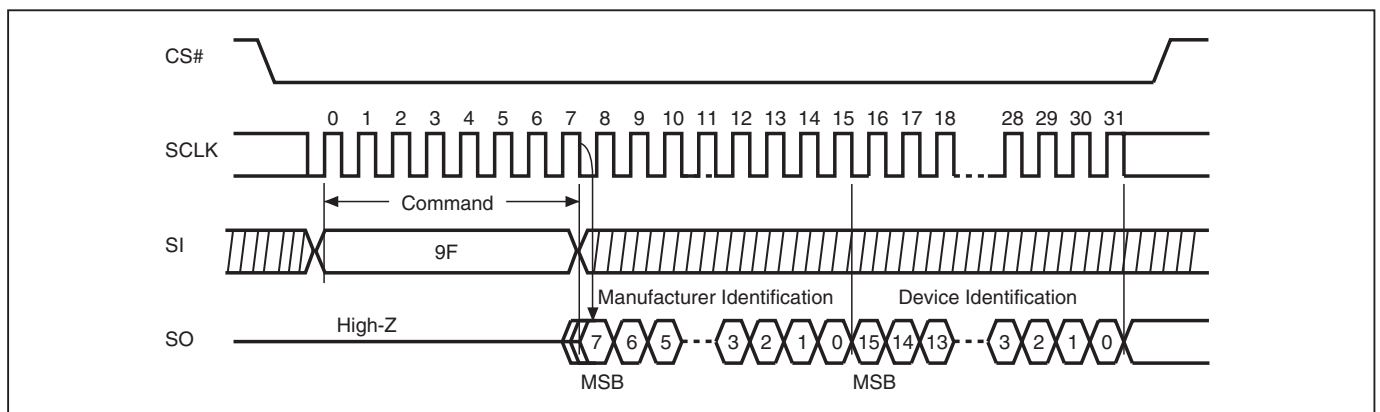 CS#
0 1 2 3 4 5 6 7 8 9 10 11 12 13 14 15 16 17 18 28 29 30 31
SCLK
Command
SI
9F
Manufacturer Identification Device Identification
High-Z
SO
7 6 5 3 2 1 0 15 14 13 3 2 1 0
MSB MSB